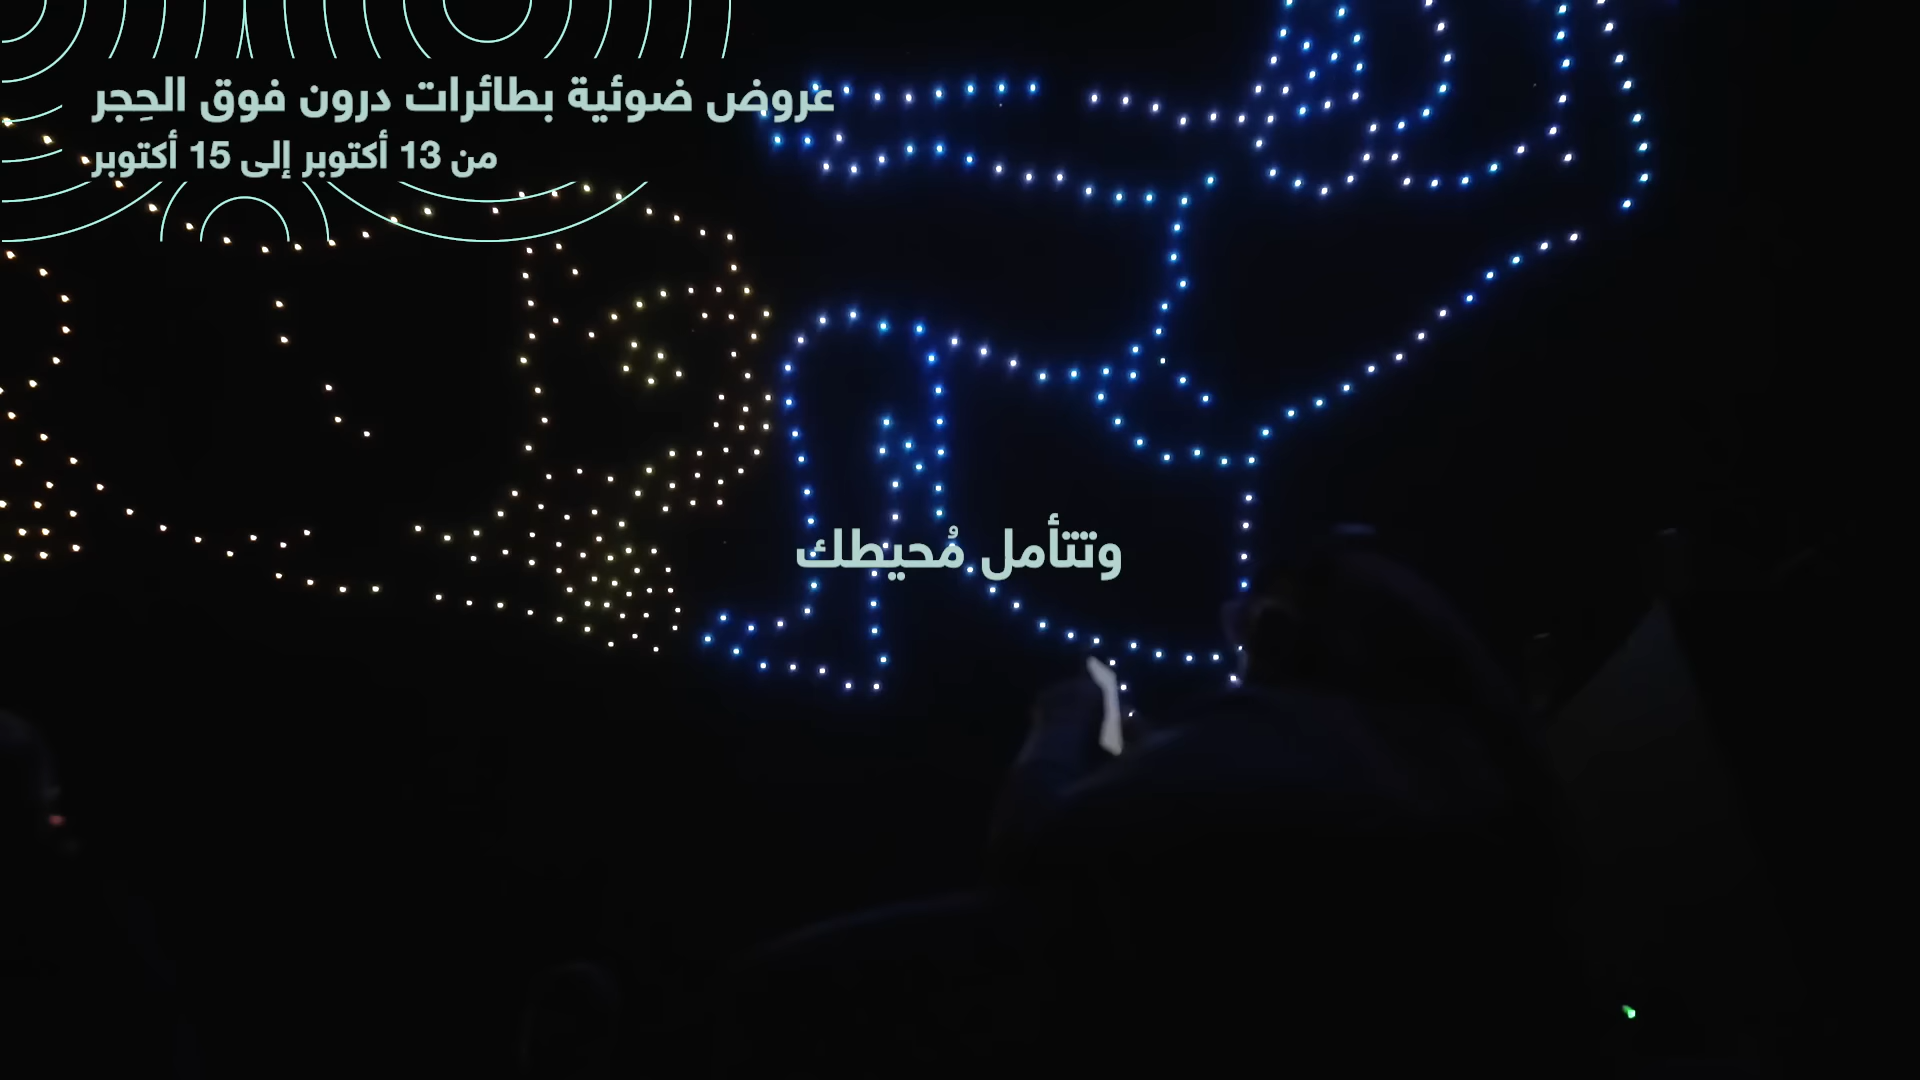 عروض ضوئية بطائرات درون فوق الحِجر
من 13 أكتوبر إلى 15 أكتوبر
وتتأمل مُحيطك